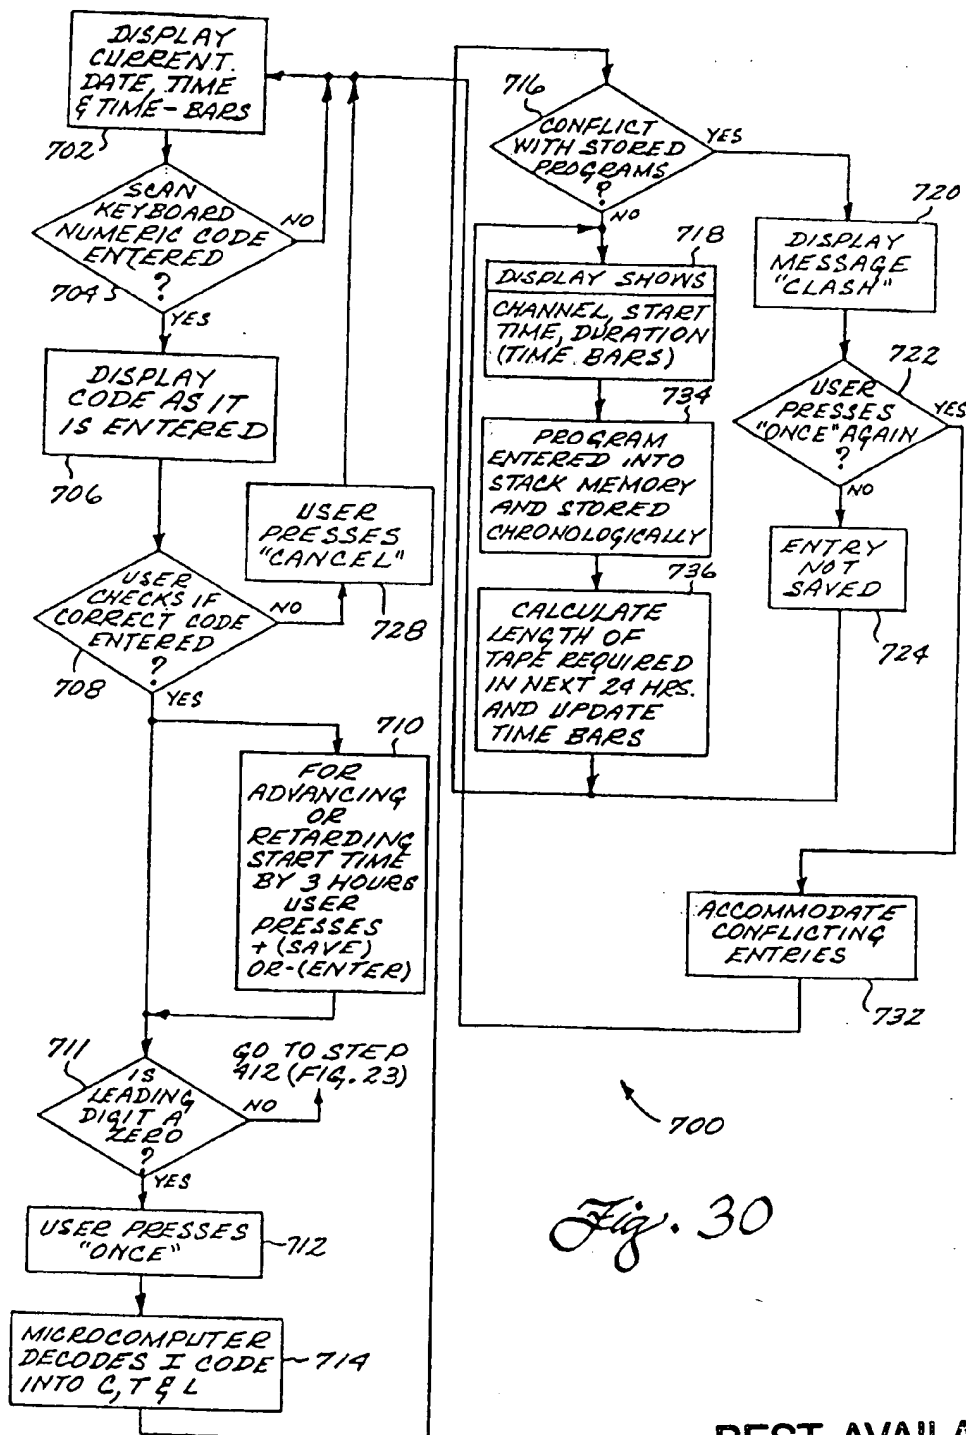 DISPLAY
CURRENT.
DATE, TIME
& TIME-BARS
702
SCAN
KEYBOARD
NUMERIC CODE
ENTERED
?
NO
704
YES
DISPLAY
CODE AS IT
IS ENTERED
706
USER
PRESSES
"CANCEL"
728
USER
CHECKS IF
CORRECT CODE
ENTERED
?
NO
708
YES
710
FOR
ADVANCING
OR
RETARDING
START TIME
BY 3 HOURS
USER
PRESSES
+ (SAVE)
OR-(ENTER)
711
IS
LEADING
DIGIT A
ZERO
?
NO
GO TO STEP
412 (FIG. 23)
YES
USER PRESSES
"ONCE"
712
MICROCOMPUTER
DECODES I CODE
INTO C, T & L
714
716
CONFLICT
WITH STORED
PROGRAMS
?
YES
NO
718
DISPLAY SHOWS
CHANNEL, START
TIME, DURATION
(TIME BARS)
734
PROGRAM
ENTERED INTO
STACK MEMORY
AND STORED
CHRONOLOGICALLY
736
CALCULATE
LENGTH OF
TAPE REQUIRED
IN NEXT 24 HRS.
AND UPDATE
TIME BARS
720
DISPLAY
MESSAGE
"CLASH"
722
USER
PRESSES
"ONCE" AGAIN
?
YES
NO
ENTRY
NOT
SAVED
724
ACCOMMODATE
CONFLICTING
ENTRIES
732
700
Fig. 30